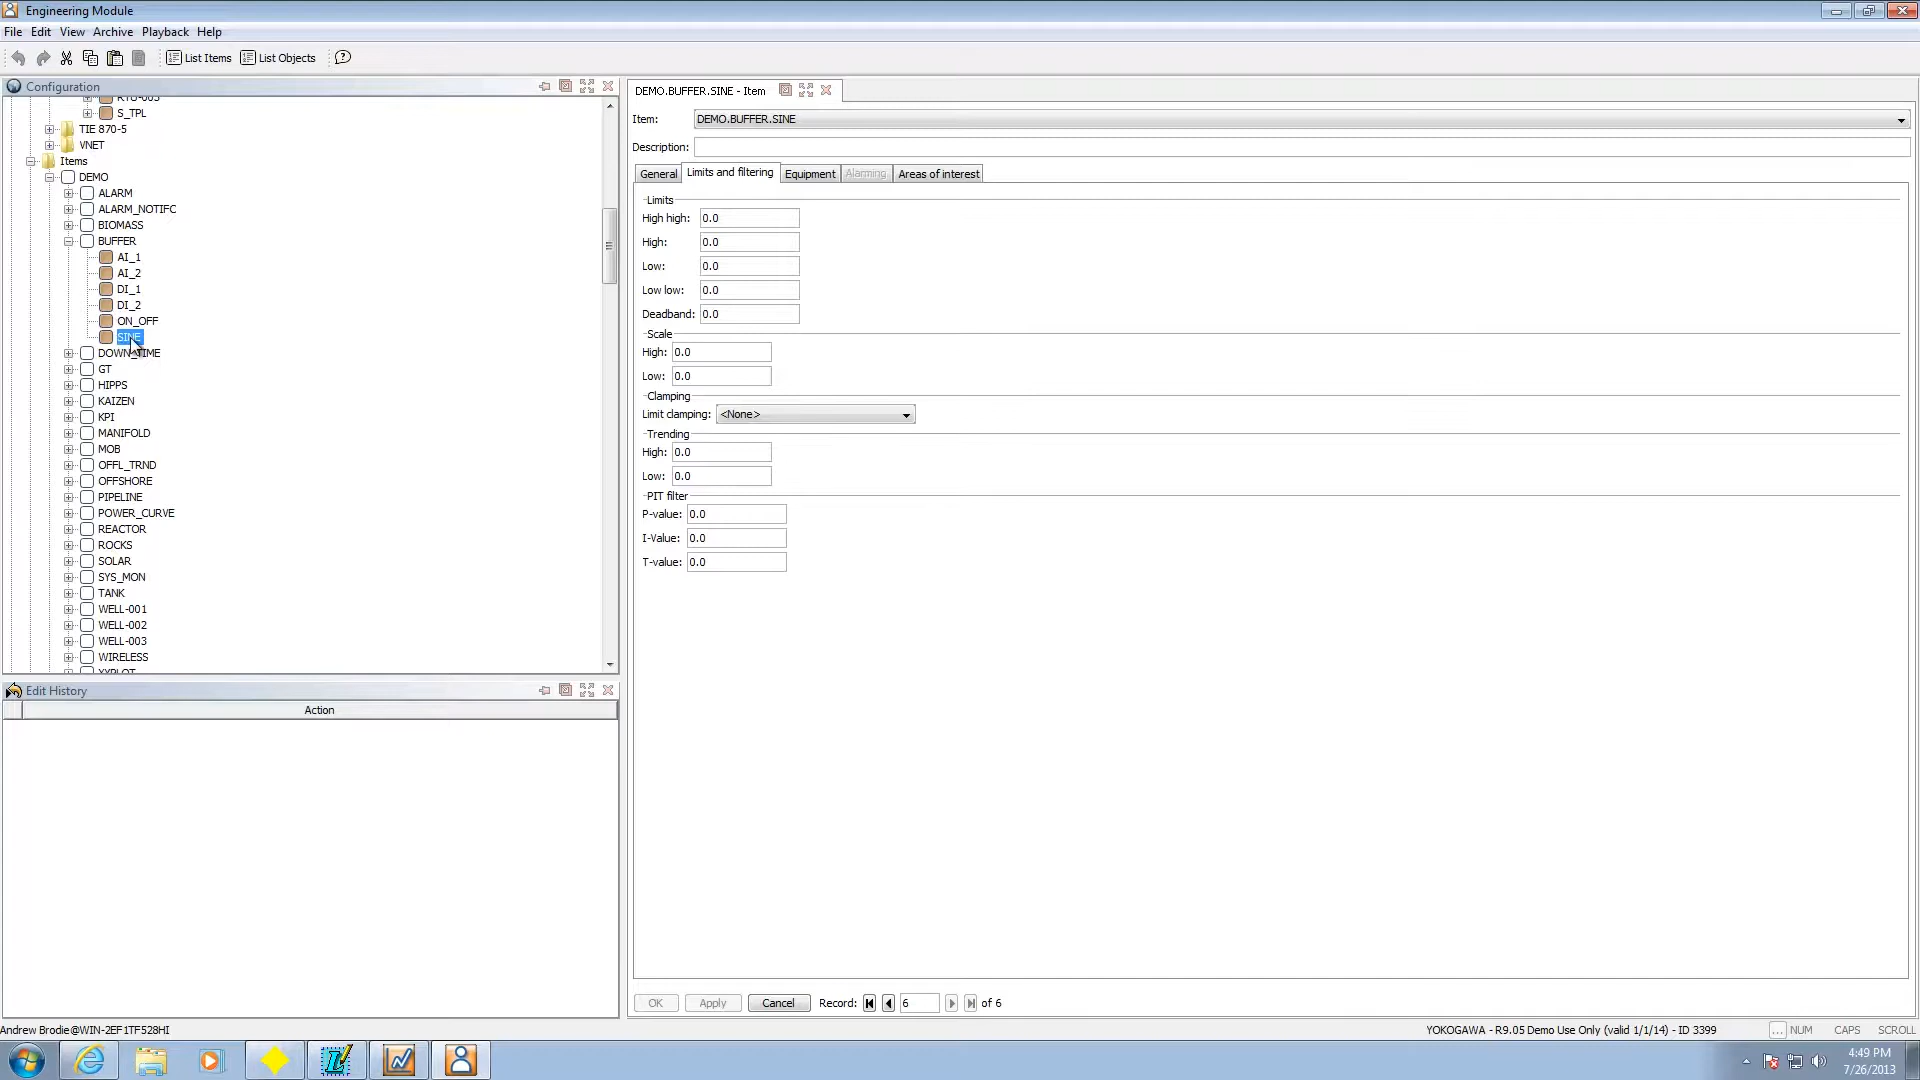 Engineering Module
File Edit View Archive Playback Help
List Items List Objects
Configuration
RTU-003
S_TPL
TIE 870-5
VNET
Items
DEMO
ALARM
ALARM_NOTIFC
BIOMASS
BUFFER
AI_1
AI_2
DI_1
DI_2
ON_OFF
SINE
DOWN_TIME
GT
HIPPS
KAIZEN
KPI
MANIFOLD
MOB
OFFL_TRND
OFFSHORE
PIPELINE
POWER_CURVE
REACTOR
ROCKS
SOLAR
SYS_MON
TANK
WELL-001
WELL-002
WELL-003
WIRELESS
XYPLOT
Edit History
Action
DEMO.BUFFER.SINE - Item
Item: DEMO.BUFFER.SINE
Description:
General Limits and filtering Equipment Alarming Areas of interest
Limits
High high: 0.0
High: 0.0
Low: 0.0
Low low: 0.0
Deadband: 0.0
Scale
High: 0.0
Low: 0.0
Clamping
Limit clamping: <None>
Trending
High: 0.0
Low: 0.0
PIT filter
P-value: 0.0
I-Value: 0.0
T-value: 0.0
OK Apply Cancel Record: 6 of 6
Andrew Brodie@WIN-2EF1TF528HI
YOKOGAWA - R9.05 Demo Use Only (valid 1/1/14) - ID 3399 ... NUM CAPS SCROLL
4:49 PM
7/26/2013